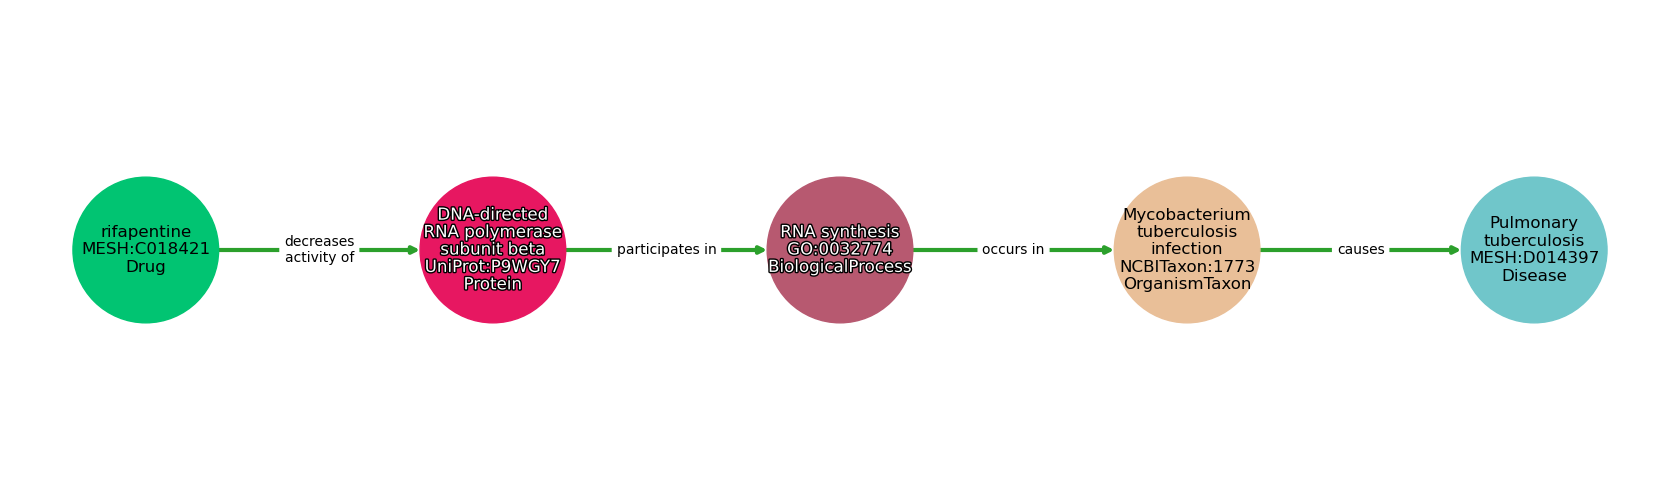 rifapentine
MESH:C018421
Drug
decreases
activity of
DNA-directed
RNA polymerase
subunit beta
UniProt:P9WGY7
Protein
participates in
RNA synthesis
GO:0032774
BiologicalProcess
occurs in
Mycobacterium
tuberculosis
infection
NCBITaxon:1773
OrganismTaxon
causes
Pulmonary
tuberculosis
MESH:D014397
Disease